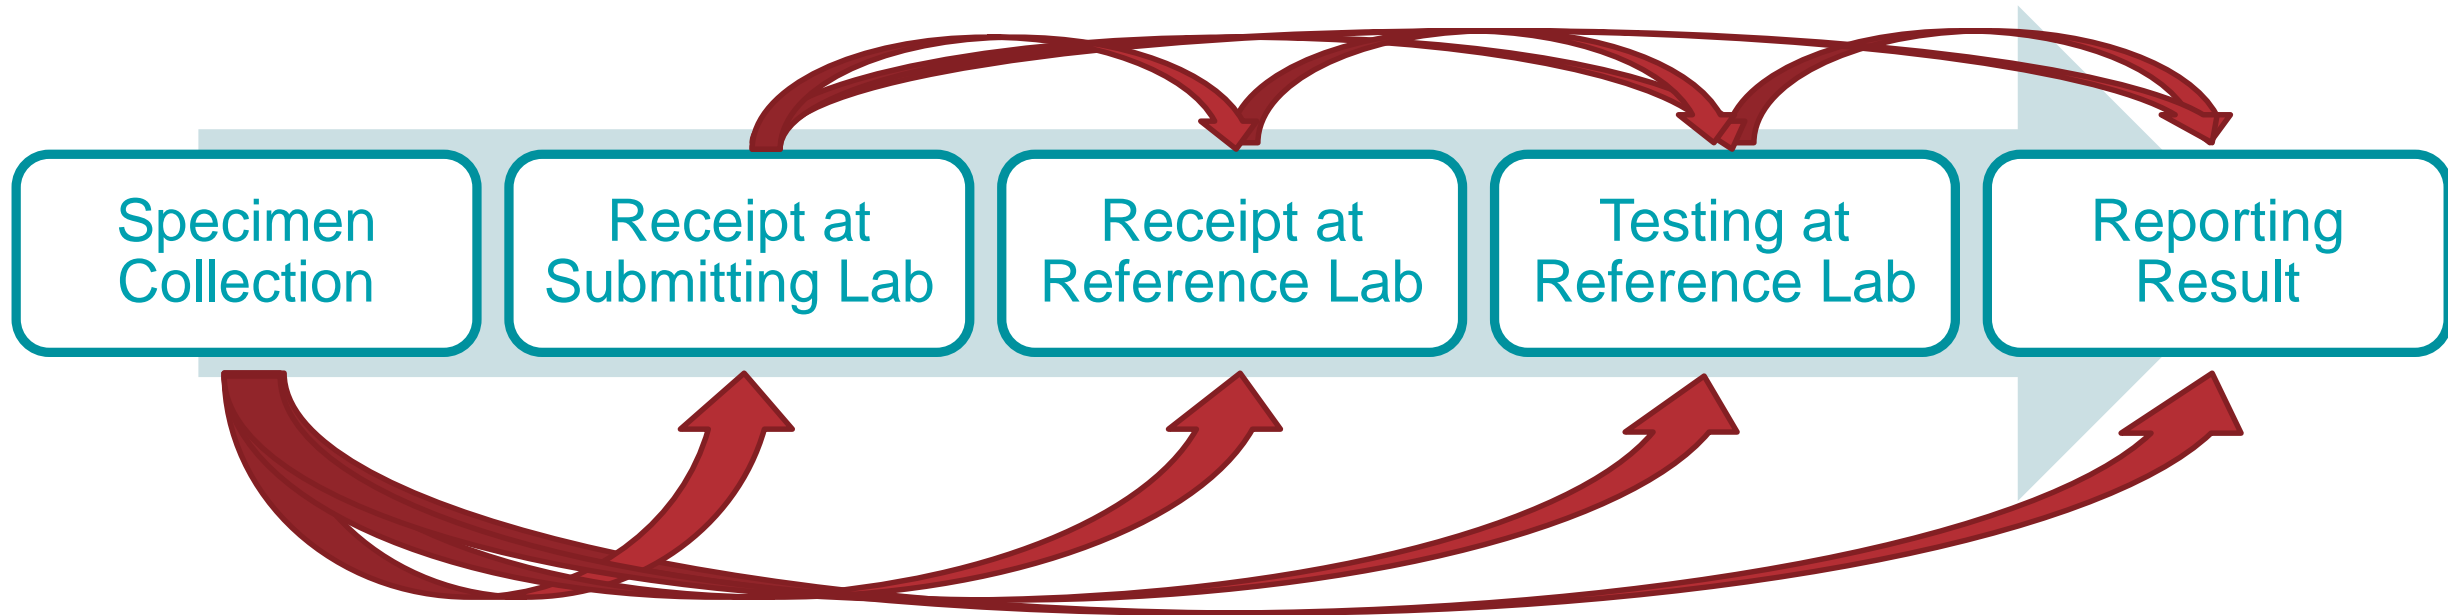 Specimen
Collection
Receipt at
Submitting Lab
Receipt at
Reference Lab
Testing at
Reference Lab
Reporting
Result